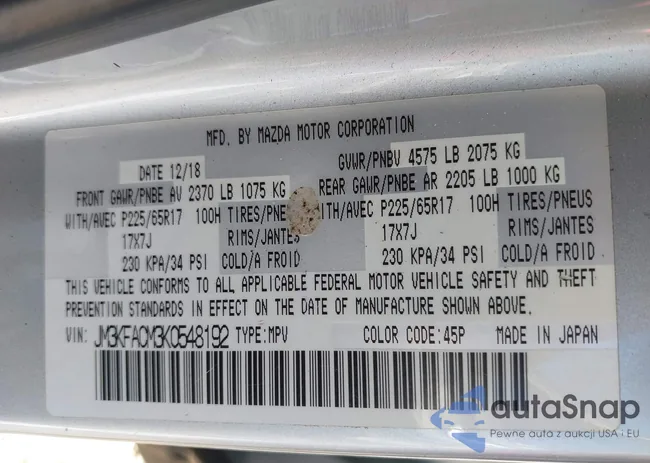 MFD. BY MAZDA MOTOR CORPORATION
DATE 12/18
GVWR/PNBV 4575 LB 2075 KG
FRONT GAWR/PNBE AV 2370 LB 1075 KG
REAR GAWR/PNBE AR 2205 LB 1000 KG
WITH/AVEC P225/65R17 100H TIRES/PNEUS WITH/AVEC P225/65R17 100H TIRES/PNEUS
17X7J RIMS/JANTES 17X7J RIMS/JANTES
230 KPA/34 PSI COLD/A FROID 230 KPA/34 PSI COLD/A FROID
THIS VEHICLE CONFORMS TO ALL APPLICABLE FEDERAL MOTOR VEHICLE SAFETY AND THEFT
PREVENTION STANDARDS IN EFFECT ON THE DATE OF MANUFACTURE SHOWN ABOVE.
VIN: JM3KFACM3K0548192 TYPE:MPV COLOR CODE:45P MADE IN JAPAN
autaSnap
Pewne auta z aukcji USA i EU